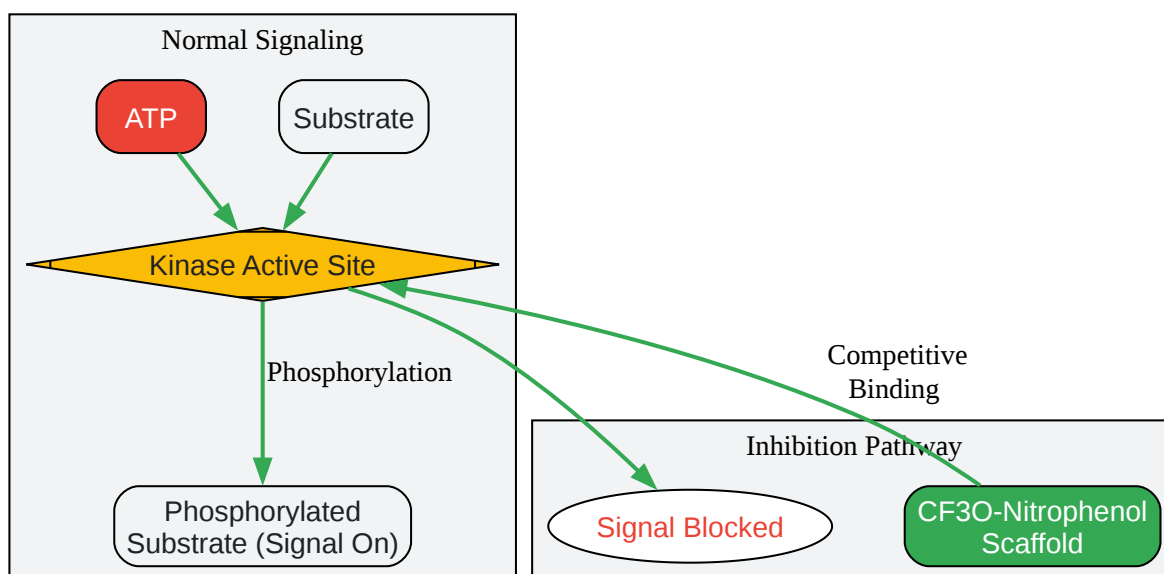 Normal Signaling
ATP
Substrate
Kinase Active Site
Phosphorylation
Competitive
Binding
Inhibition Pathway
Phosphorylated
Substrate (Signal On)
Signal Blocked
CF3O-Nitrophenol
Scaffold